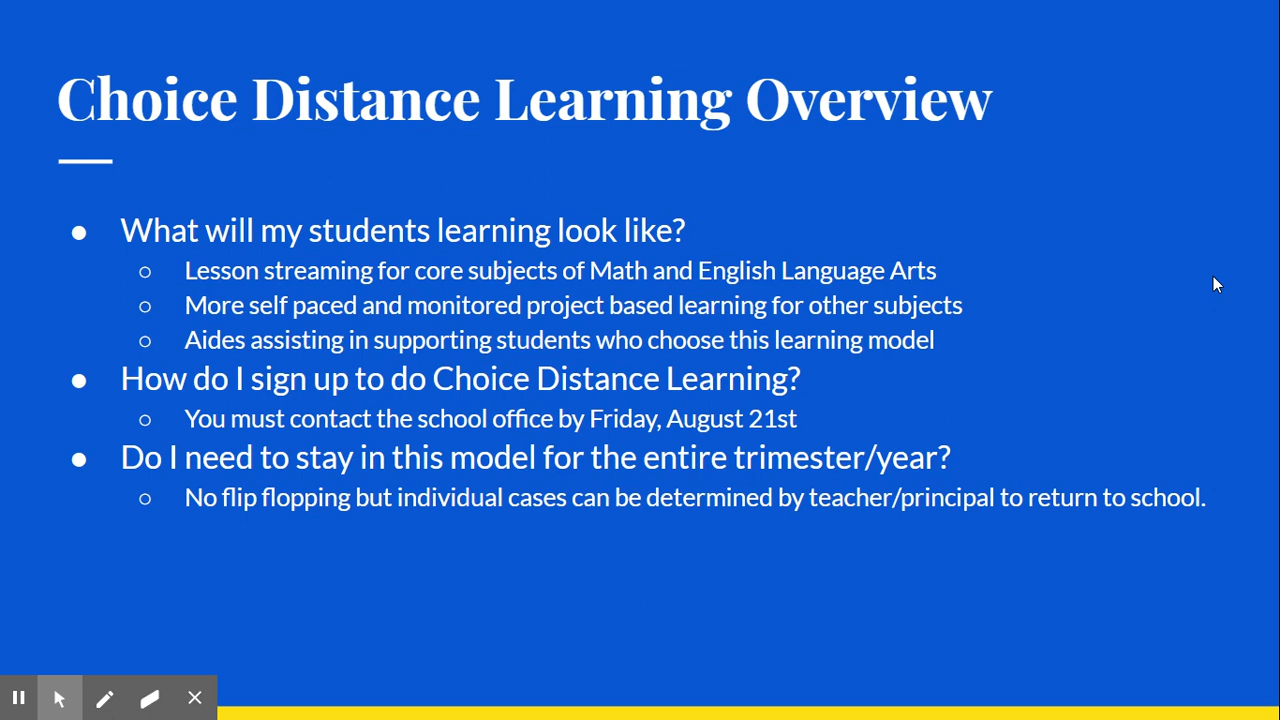 Choice Distance Learning Overview
● What will my students learning look like?
○ Lesson streaming for core subjects of Math and English Language Arts
○ More self paced and monitored project based learning for other subjects
○ Aides assisting in supporting students who choose this learning model
● How do I sign up to do Choice Distance Learning?
○ You must contact the school office by Friday, August 21st
● Do I need to stay in this model for the entire trimester/year?
○ No flip flopping but individual cases can be determined by teacher/principal to return to school.